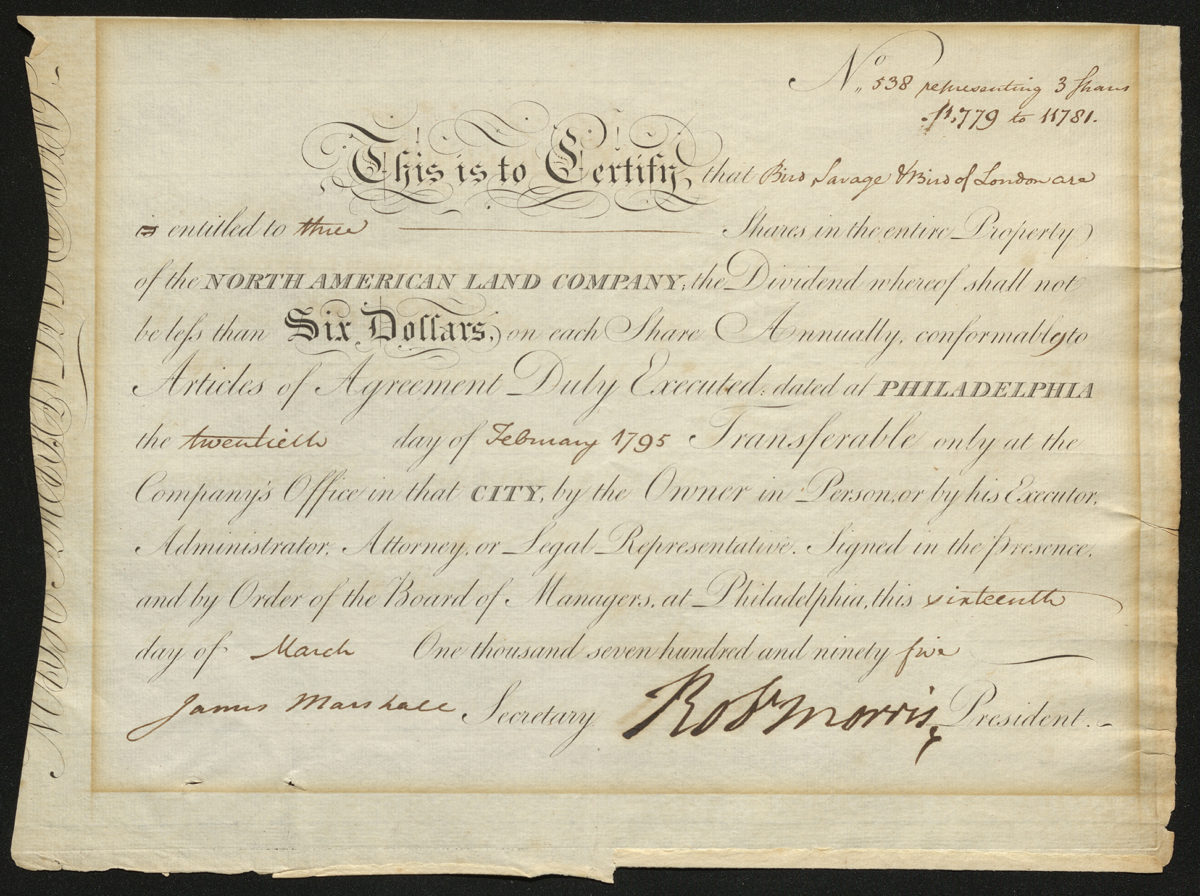 No. 538 representing 3 Shares
11,779 to 11781.
This is to Certify, that Bird Savage & Bird of London are
entitled to three Shares in the entire Property
of the NORTH AMERICAN LAND COMPANY, the Dividend whereof shall not
be less than Six Dollars, on each Share Annually, conformably to
Articles of Agreement Duly Executed: dated at PHILADELPHIA
the twentieth day of February 1795 Transferable only at the
Company's Office in that CITY, by the Owner in Person, or by his Executor,
Administrator, Attorney, or Legal Representative. Signed in the presence,
and by Order of the Board of Managers, at Philadelphia, this sixteenth
day of March One thousand seven hundred and ninety five
James Marshall Secretary Robt Morris, President.